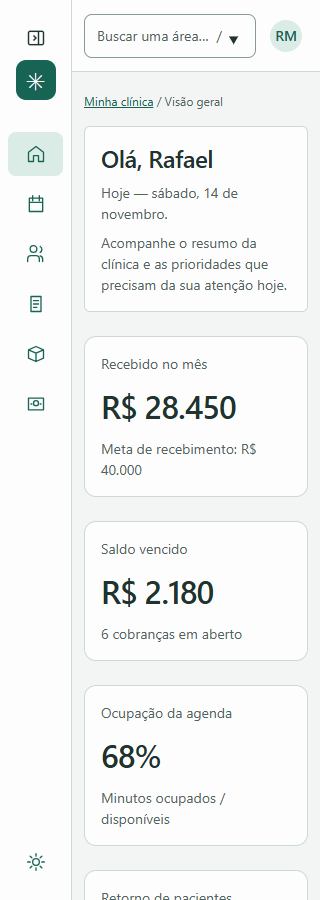 Buscar uma área... /
RM
Minha clínica / Visão geral
Olá, Rafael
Hoje — sábado, 14 de
novembro.
Acompanhe o resumo da
clínica e as prioridades que
precisam da sua atenção hoje.
Recebido no mês
R$ 28.450
Meta de recebimento: R$
40.000
Saldo vencido
R$ 2.180
6 cobranças em aberto
Ocupação da agenda
68%
Minutos ocupados /
disponíveis
Retorno de pacientes